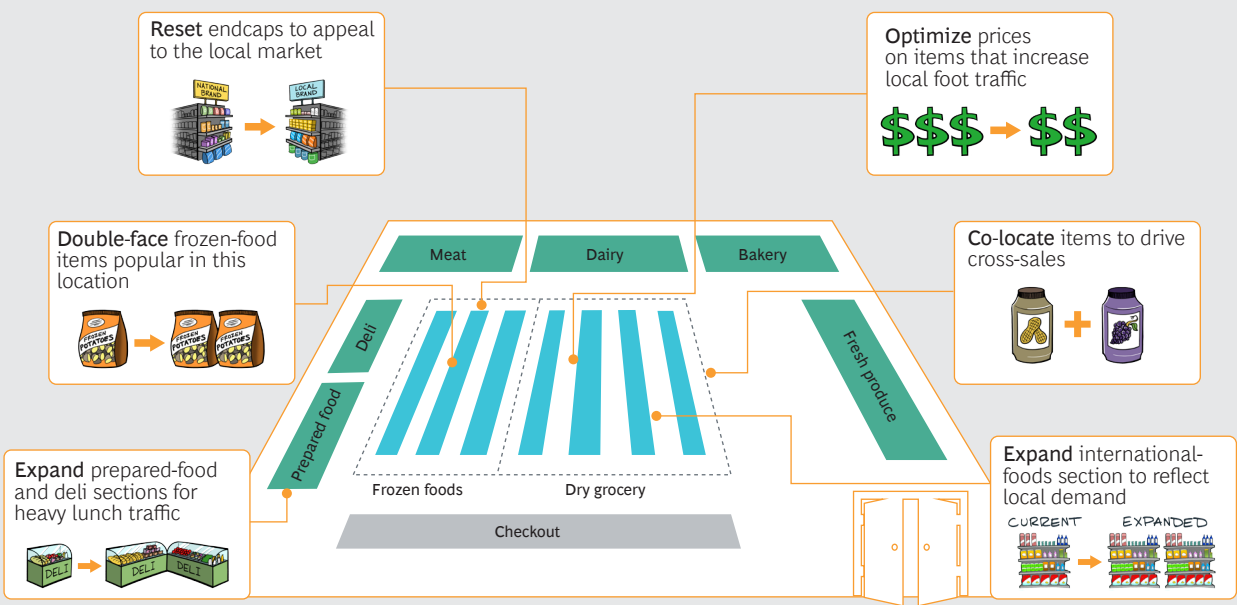 Reset endcaps to appeal
to the local market
NATIONAL
BRAND
LOCAL
BRAND
Optimize prices
on items that increase
local foot traffic
$$$
$$
Double-face frozen-food
items popular in this
location
FROZEN
POTATOES
FROZEN
POTATOES
FROZEN
POTATOES
Co-locate items to drive
cross-sales
Meat
Dairy
Bakery
Deli
Prepared food
Fresh produce
Frozen foods
Dry grocery
Checkout
Expand prepared-food
and deli sections for
heavy lunch traffic
DELI
DELI
DELI
Expand international-
foods section to reflect
local demand
CURRENT
EXPANDED